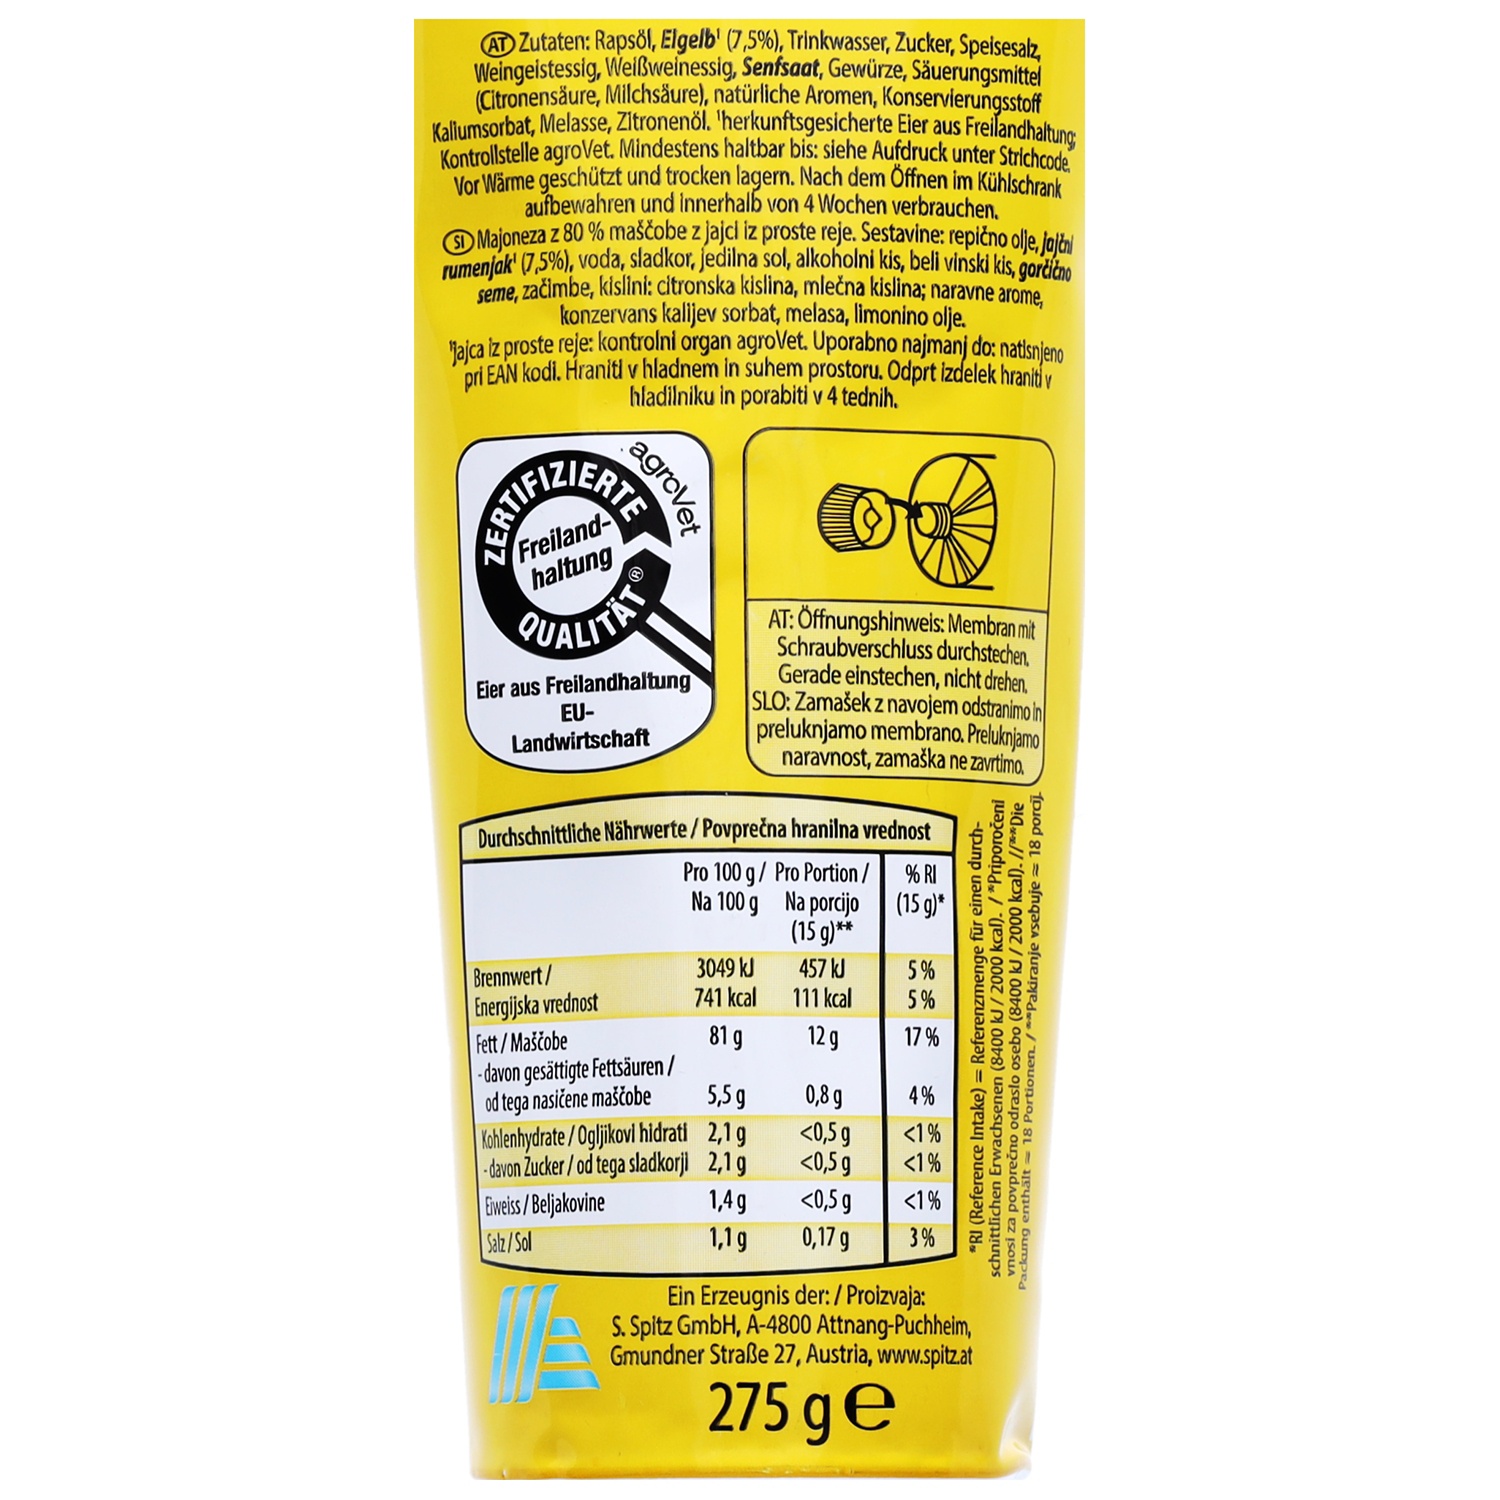 AT Zutaten: Rapsöl, Eigelb¹ (7,5%), Trinkwasser, Zucker, Speisesalz,
Weingeistessig, Weißweinessig, Senfsaat, Gewürze, Säuerungsmittel
(Citronensäure, Milchsäure), natürliche Aromen, Konservierungsstoff
Kaliumsorbat, Melasse, Zitronenöl. ¹herkunftsgesicherte Eier aus Freilandhaltung;
Kontrollstelle agroVet. Mindestens haltbar bis: siehe Aufdruck unter Strichcode.
Vor Wärme geschützt und trocken lagern. Nach dem Öffnen im Kühlschrank
aufbewahren und innerhalb von 4 Wochen verbrauchen.
SI Majoneza z 80 % maščobe z jajci iz proste reje. Sestavine: repično olje, jajčni
rumenjak¹ (7,5%), voda, sladkor, jedilna sol, alkoholni kis, beli vinski kis, gorčično
seme, začimbe, kislini: citronska kislina, mlečna kislina; naravne arome,
konzervans kalijev sorbat, melasa, limonino olje.
¹Jajca iz proste reje: kontrolni organ agroVet. Uporabno najmanj do: natisnjeno
pri EAN kodi. Hraniti v hladnem in suhem prostoru. Odprt izdelek hraniti v
hladilniku in porabiti v 4 tednih.
ZERTIFIZIERTE
agroVet
Freiland-
haltung
QUALITÄT®
Eier aus Freilandhaltung
EU-
Landwirtschaft
AT: Öffnungshinweis: Membran mit
Schraubverschluss durchstechen.
Gerade einstechen, nicht drehen.
SLO: Zamašek z navojem odstranimo in
preluknjamo membrano. Preluknjamo
naravnost, zamaška ne zavrtimo.
Durchschnittliche Nährwerte / Povprečna hranilna vrednost
Pro 100 g / Pro Portion / % RI
Na 100 g Na porcijo (15 g)*
(15 g)**
Brennwert / 3049 kJ 457 kJ 5 %
Energijska vrednost 741 kcal 111 kcal 5 %
Fett / Maščobe 81 g 12 g 17 %
- davon gesättigte Fettsäuren /
od tega nasičene maščobe 5,5 g 0,8 g 4 %
Kohlenhydrate / Ogljikovi hidrati 2,1 g <0,5 g <1 %
- davon Zucker / od tega sladkorji 2,1 g <0,5 g <1 %
Eiweiss / Beljakovine 1,4 g <0,5 g <1 %
Salz / Sol 1,1 g 0,17 g 3 %
*RI (Reference Intake) = Referenzmenge für einen durch-
schnittlichen Erwachsenen (8400 kJ / 2000 kcal). / *Priporočeni
vnosi za povprečno odraslo osebo (8400 kJ / 2000 kcal). //**Die
Packung enthält ≈ 18 Portionen. / **Pakiranje vsebuje ≈ 18 porcij.
Ein Erzeugnis der: / Proizvaja:
S. Spitz GmbH, A-4800 Attnang-Puchheim,
Gmundner Straße 27, Austria, www.spitz.at
275 g e